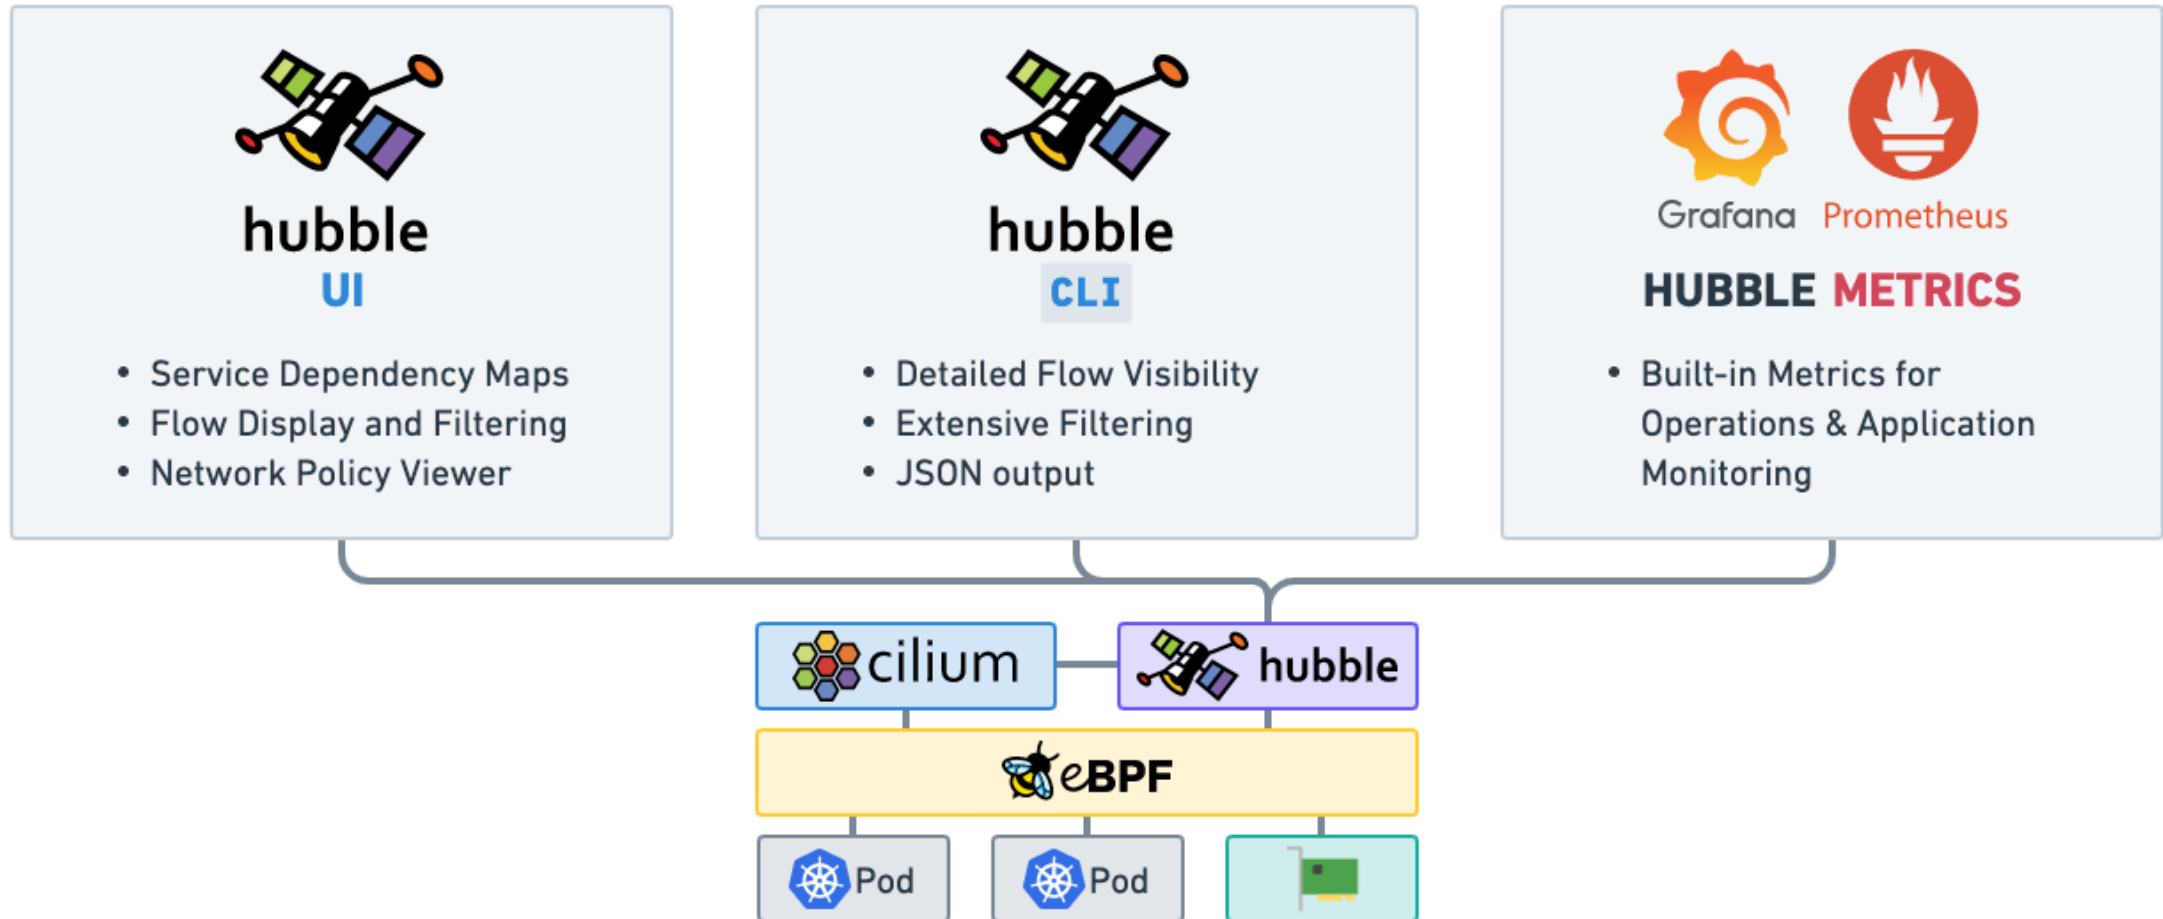 hubble
UI
• Service Dependency Maps
• Flow Display and Filtering
• Network Policy Viewer
hubble
CLI
• Detailed Flow Visibility
• Extensive Filtering
• JSON output
Grafana Prometheus
HUBBLE METRICS
• Built-in Metrics for
Operations & Application
Monitoring
cilium
hubble
eBPF
Pod
Pod